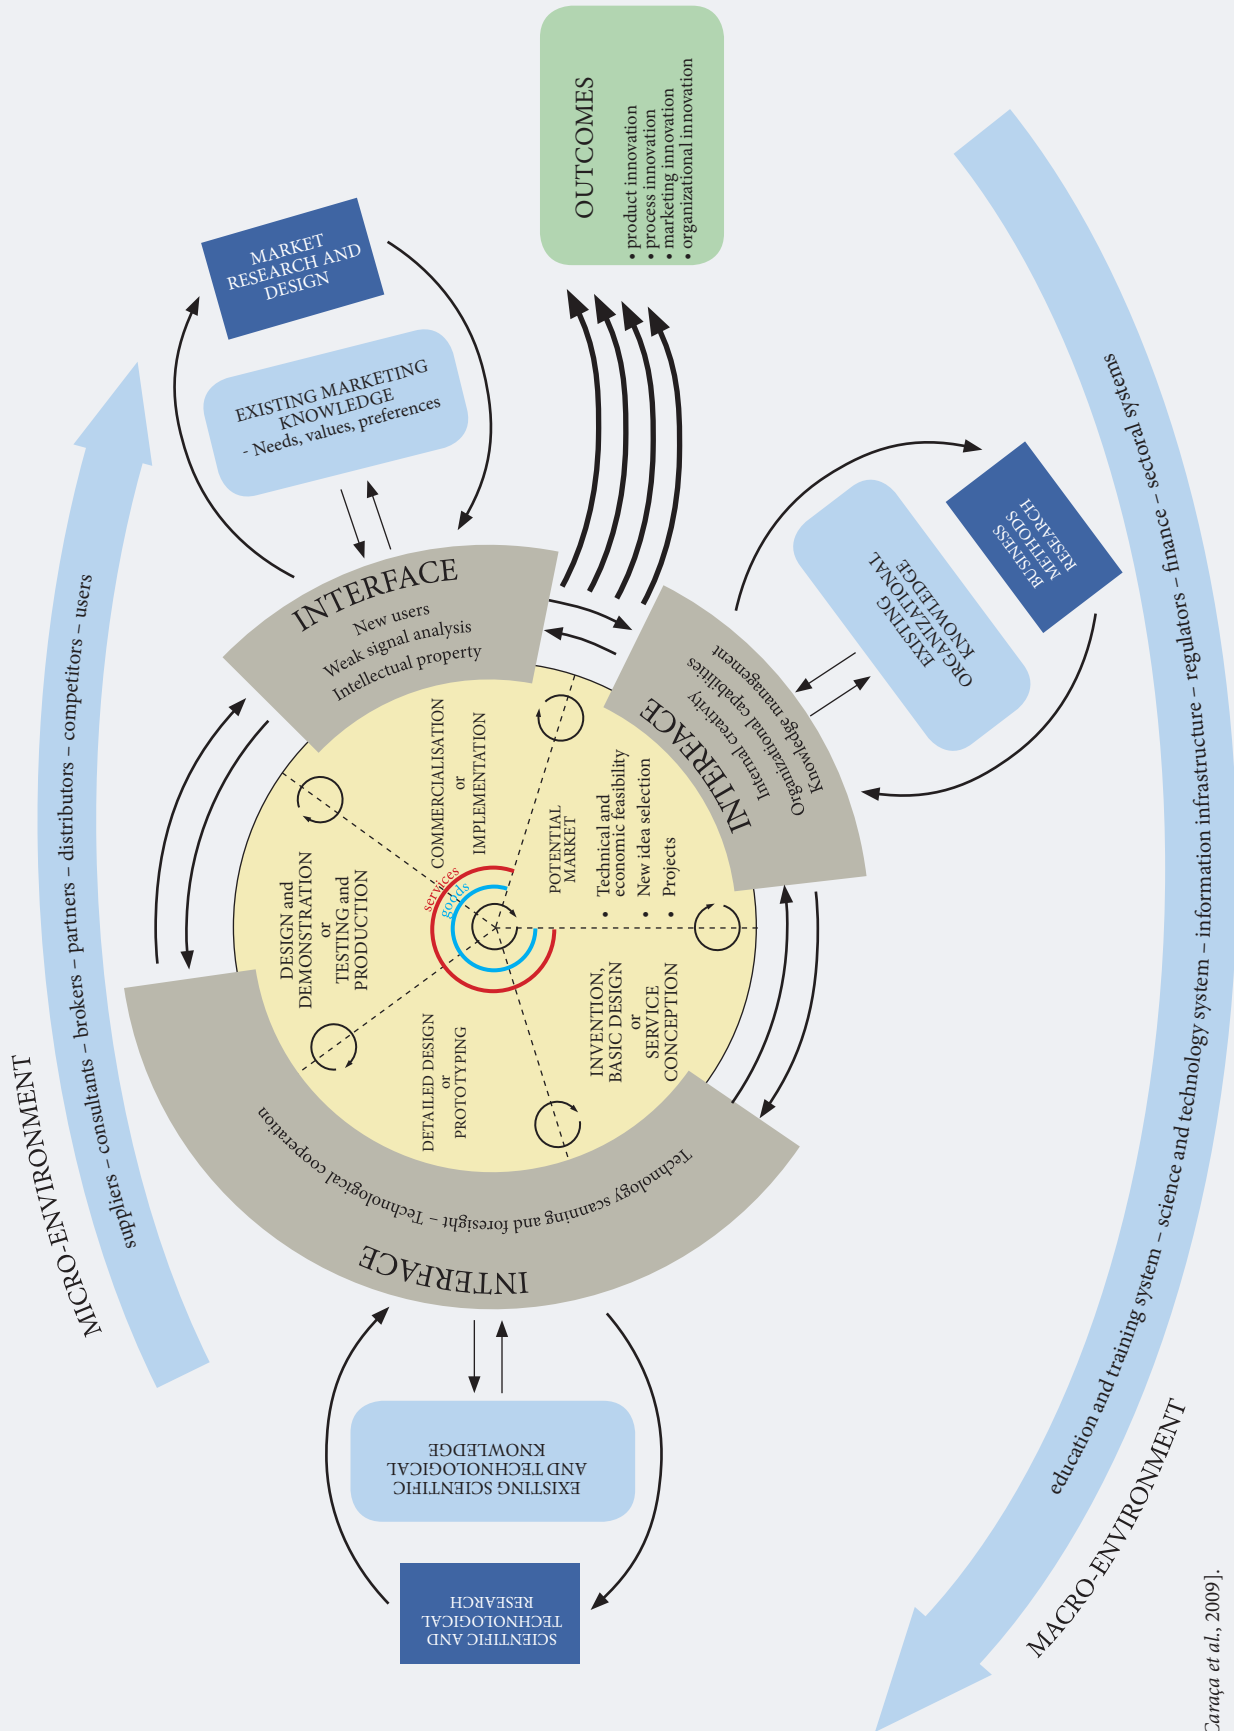 MICRO-ENVIRONMENT
suppliers – consultants – brokers – partners – distributors – competitors – users
MARKET
RESEARCH AND
DESIGN
EXISTING MARKETING
KNOWLEDGE
- Needs, values, preferences
INTERFACE
New users
Weak signal analysis
Intellectual property
OUTCOMES
• product innovation
• process innovation
• marketing innovation
• organizational innovation
DESIGN and
DEMONSTRATION
or
TESTING and
PRODUCTION
COMMERCIALISATION
or
IMPLEMENTATION
services
goods
POTENTIAL
MARKET
• Technical and
economic feasibility
• New idea selection
• Projects
DETAILED DESIGN
or
PROTOTYPING
INVENTION,
BASIC DESIGN
or
SERVICE
CONCEPTION
INTERFACE
Internal creativity
Organizational capabilities
Knowledge management
EXISTING
ORGANIZATIONAL
KNOWLEDGE
BUSINESS
METHODS
RESEARCH
Technology scanning and foresight – Technological cooperation
INTERFACE
EXISTING SCIENTIFIC
AND TECHNOLOGICAL
KNOWLEDGE
SCIENTIFIC AND
TECHNOLOGICAL
RESEARCH
education and training system – science and technology system – information infrastructure – regulators – finance – sectoral systems
MACRO-ENVIRONMENT
Caraça et al., 2009].